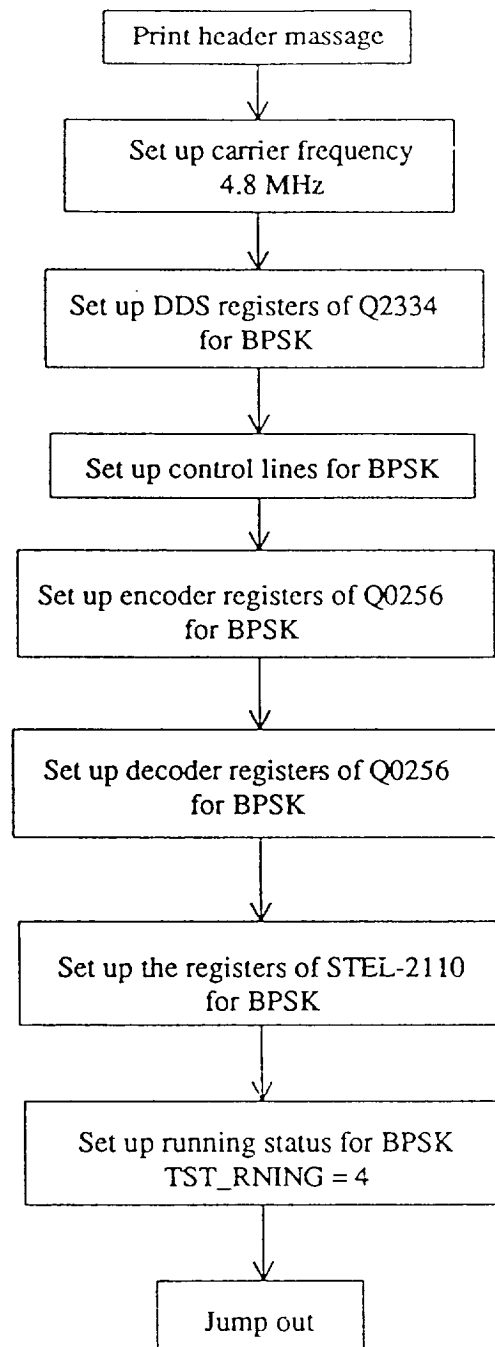 Print header massage
Set up carrier frequency
4.8 MHz
Set up DDS registers of Q2334
for BPSK
Set up control lines for BPSK
Set up encoder registers of Q0256
for BPSK
Set up decoder registers of Q0256
for BPSK
Set up the registers of STEL-2110
for BPSK
Set up running status for BPSK
TST_RNING = 4
Jump out